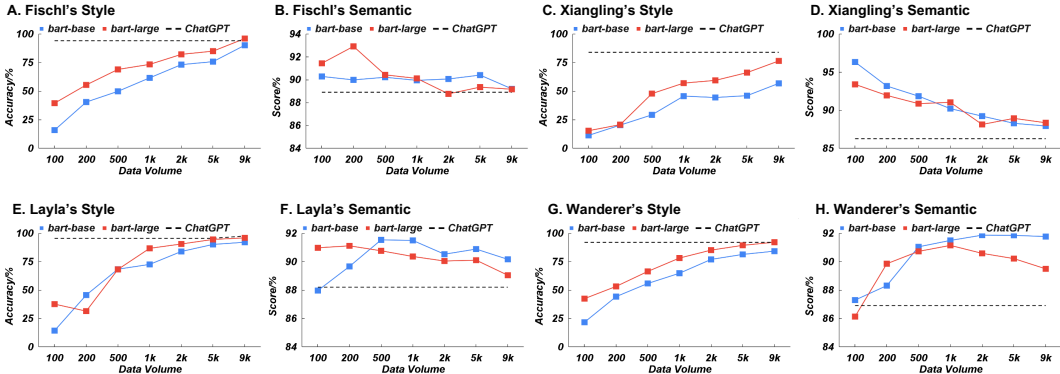 A. Fischl's Style
bart-base bart-large ChatGPT
Accuracy/%
100
75
50
25
0
100 200 500 1k 2k 5k 9k
Data Volume
B. Fischl's Semantic
bart-base bart-large ChatGPT
Score/%
94
92
90
88
86
84
100 200 500 1k 2k 5k 9k
Data Volume
C. Xiangling's Style
bart-base bart-large ChatGPT
Accuracy/%
100
75
50
25
0
100 200 500 1k 2k 5k 9k
Data Volume
D. Xiangling's Semantic
bart-base bart-large ChatGPT
Score/%
100
95
90
85
100 200 500 1k 2k 5k 9k
Data Volume
E. Layla's Style
bart-base bart-large ChatGPT
Accuracy/%
100
75
50
25
0
100 200 500 1k 2k 5k 9k
Data Volume
F. Layla's Semantic
bart-base bart-large ChatGPT
Score/%
92
90
88
86
84
100 200 500 1k 2k 5k 9k
Data Volume
G. Wanderer's Style
bart-base bart-large ChatGPT
Accuracy/%
100
75
50
25
0
100 200 500 1k 2k 5k 9k
Data Volume
H. Wanderer's Semantic
bart-base bart-large ChatGPT
Score/%
92
90
88
86
84
100 200 500 1k 2k 5k 9k
Data Volume